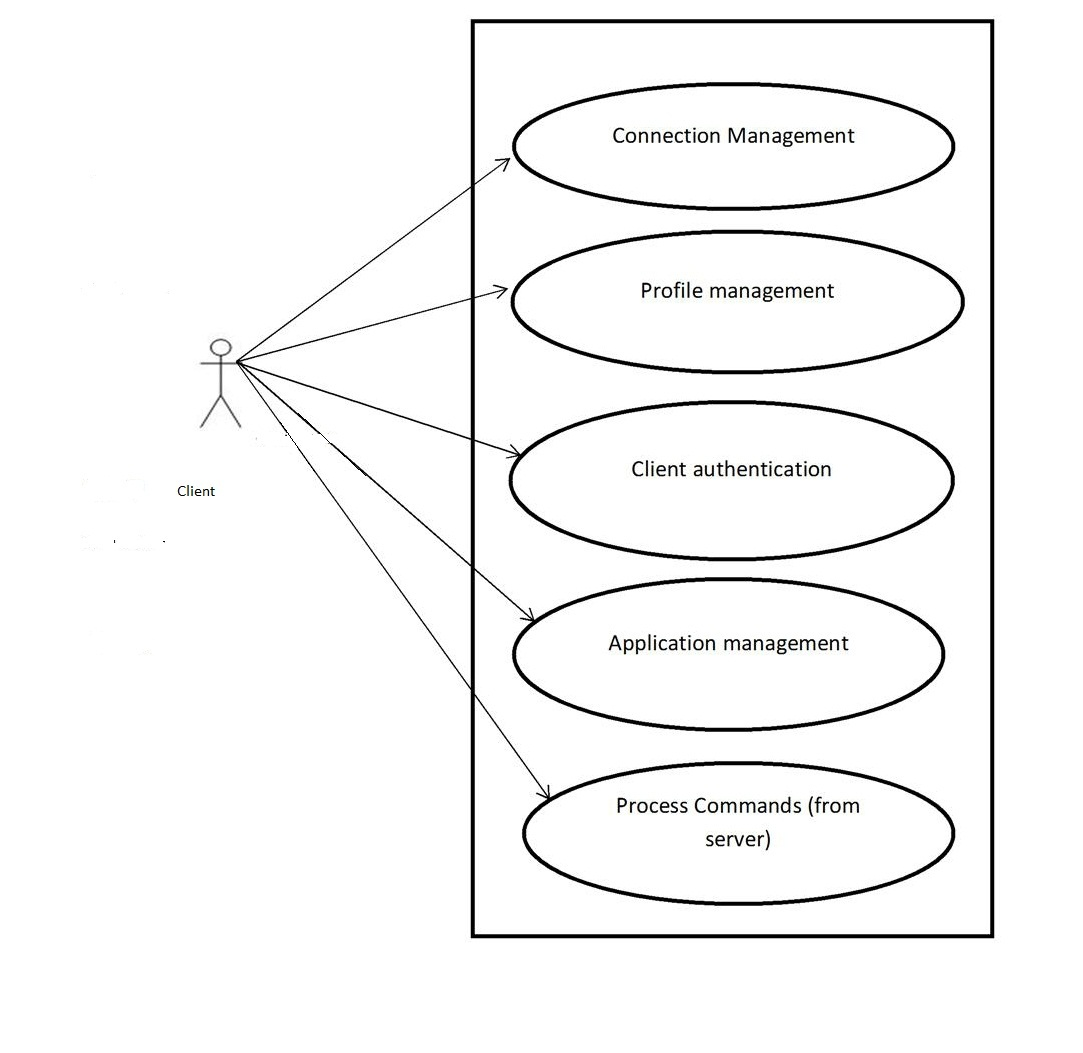 Connection Management
Profile management
Client authentication
Client
Application management
Process Commands (from
server)